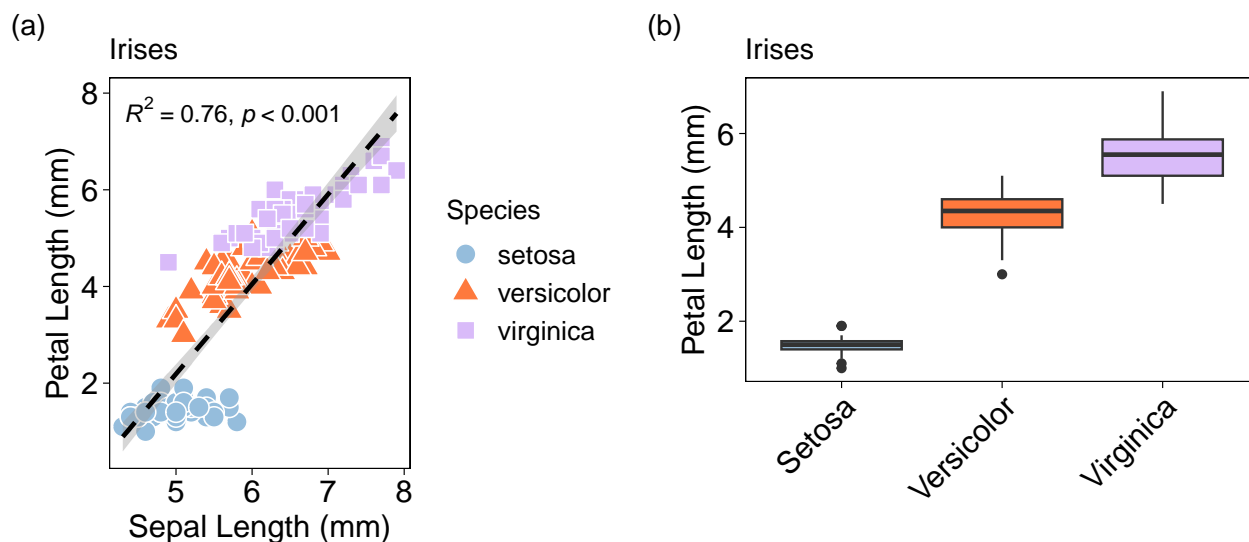 (a)
Irises
R² = 0.76, p < 0.001
8
6
4
2
Petal Length (mm)
5 6 7 8
Sepal Length (mm)
Species
setosa
versicolor
virginica
(b)
Irises
6
4
2
Petal Length (mm)
Setosa
Versicolor
Virginica